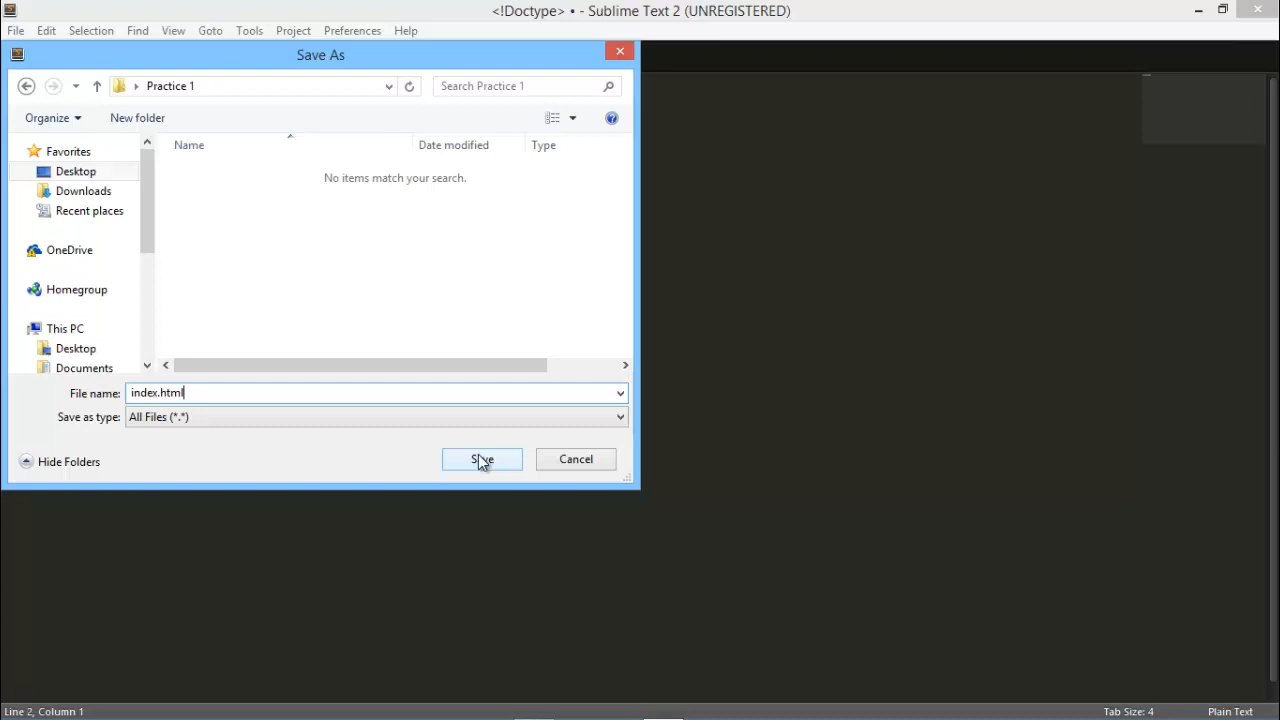 <!Doctype> • - Sublime Text 2 (UNREGISTERED)
File Edit Selection Find View Goto Tools Project Preferences Help
Save As
Practice 1
Search Practice 1
Organize New folder
Name Date modified Type
No items match your search.
Favorites
Desktop
Downloads
Recent places
OneDrive
Homegroup
This PC
Desktop
Documents
File name: index.html
Save as type: All Files (*.*)
Hide Folders Save Cancel
Line 2, Column 1 Tab Size: 4 Plain Text